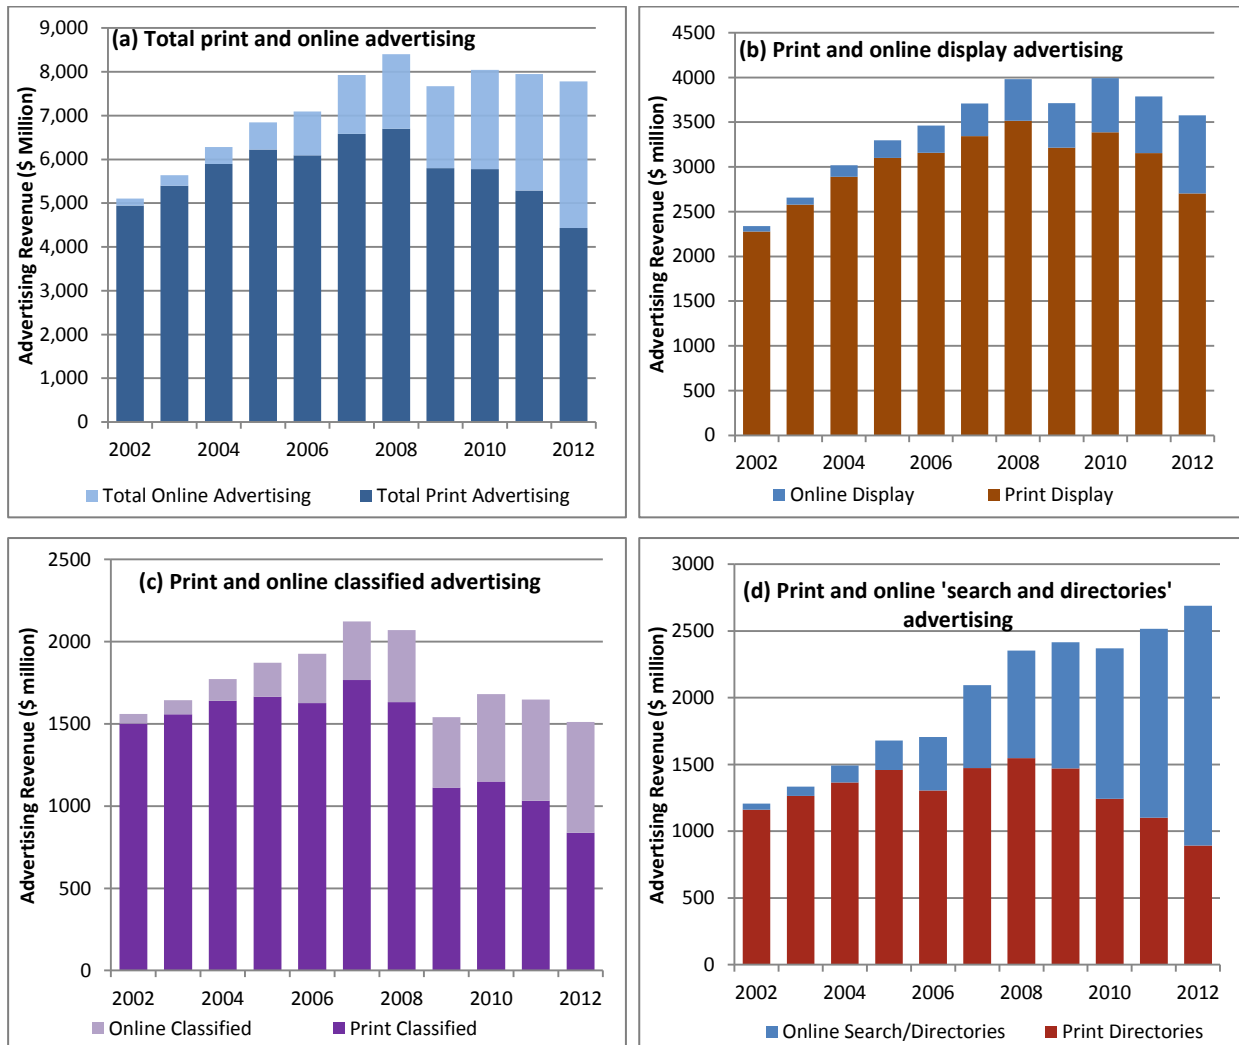 (a) Total print and online advertising
Advertising Revenue ($ Million)
9,000
8,000
7,000
6,000
5,000
4,000
3,000
2,000
1,000
0
2002 2004 2006 2008 2010 2012
Total Online Advertising Total Print Advertising
(b) Print and online display advertising
Advertising Revenue ($ million)
4500
4000
3500
3000
2500
2000
1500
1000
500
0
2002 2004 2006 2008 2010 2012
Online Display Print Display
(c) Print and online classified advertising
Advertising Revenue ($ million)
2500
2000
1500
1000
500
0
2002 2004 2006 2008 2010 2012
Online Classified Print Classified
(d) Print and online 'search and directories'
advertising
Advertising Revenue ($ million)
3000
2500
2000
1500
1000
500
0
2002 2004 2006 2008 2010 2012
Online Search/Directories Print Directories